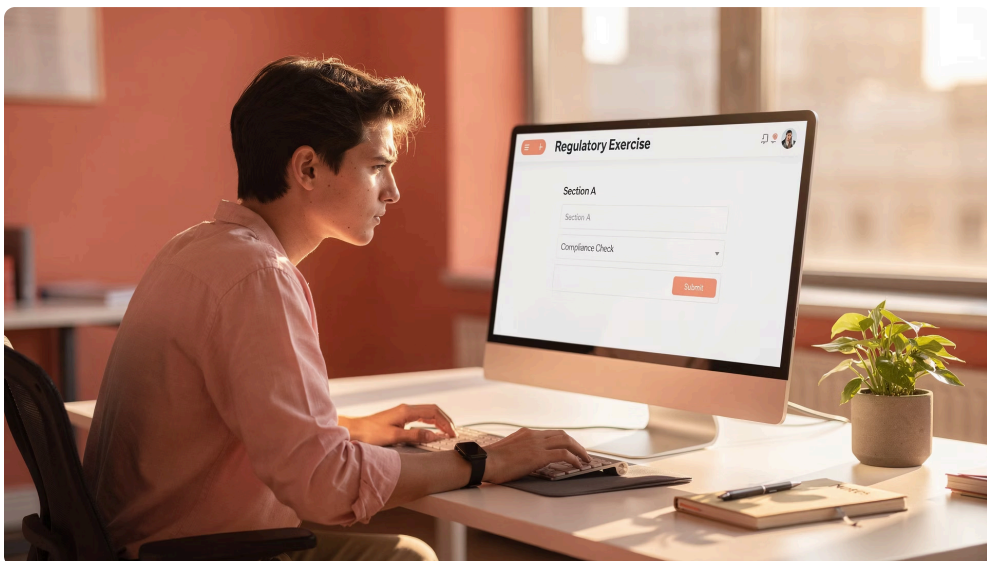 Regulatory Exercise
Section A
Section A
Compliance Check
Submit